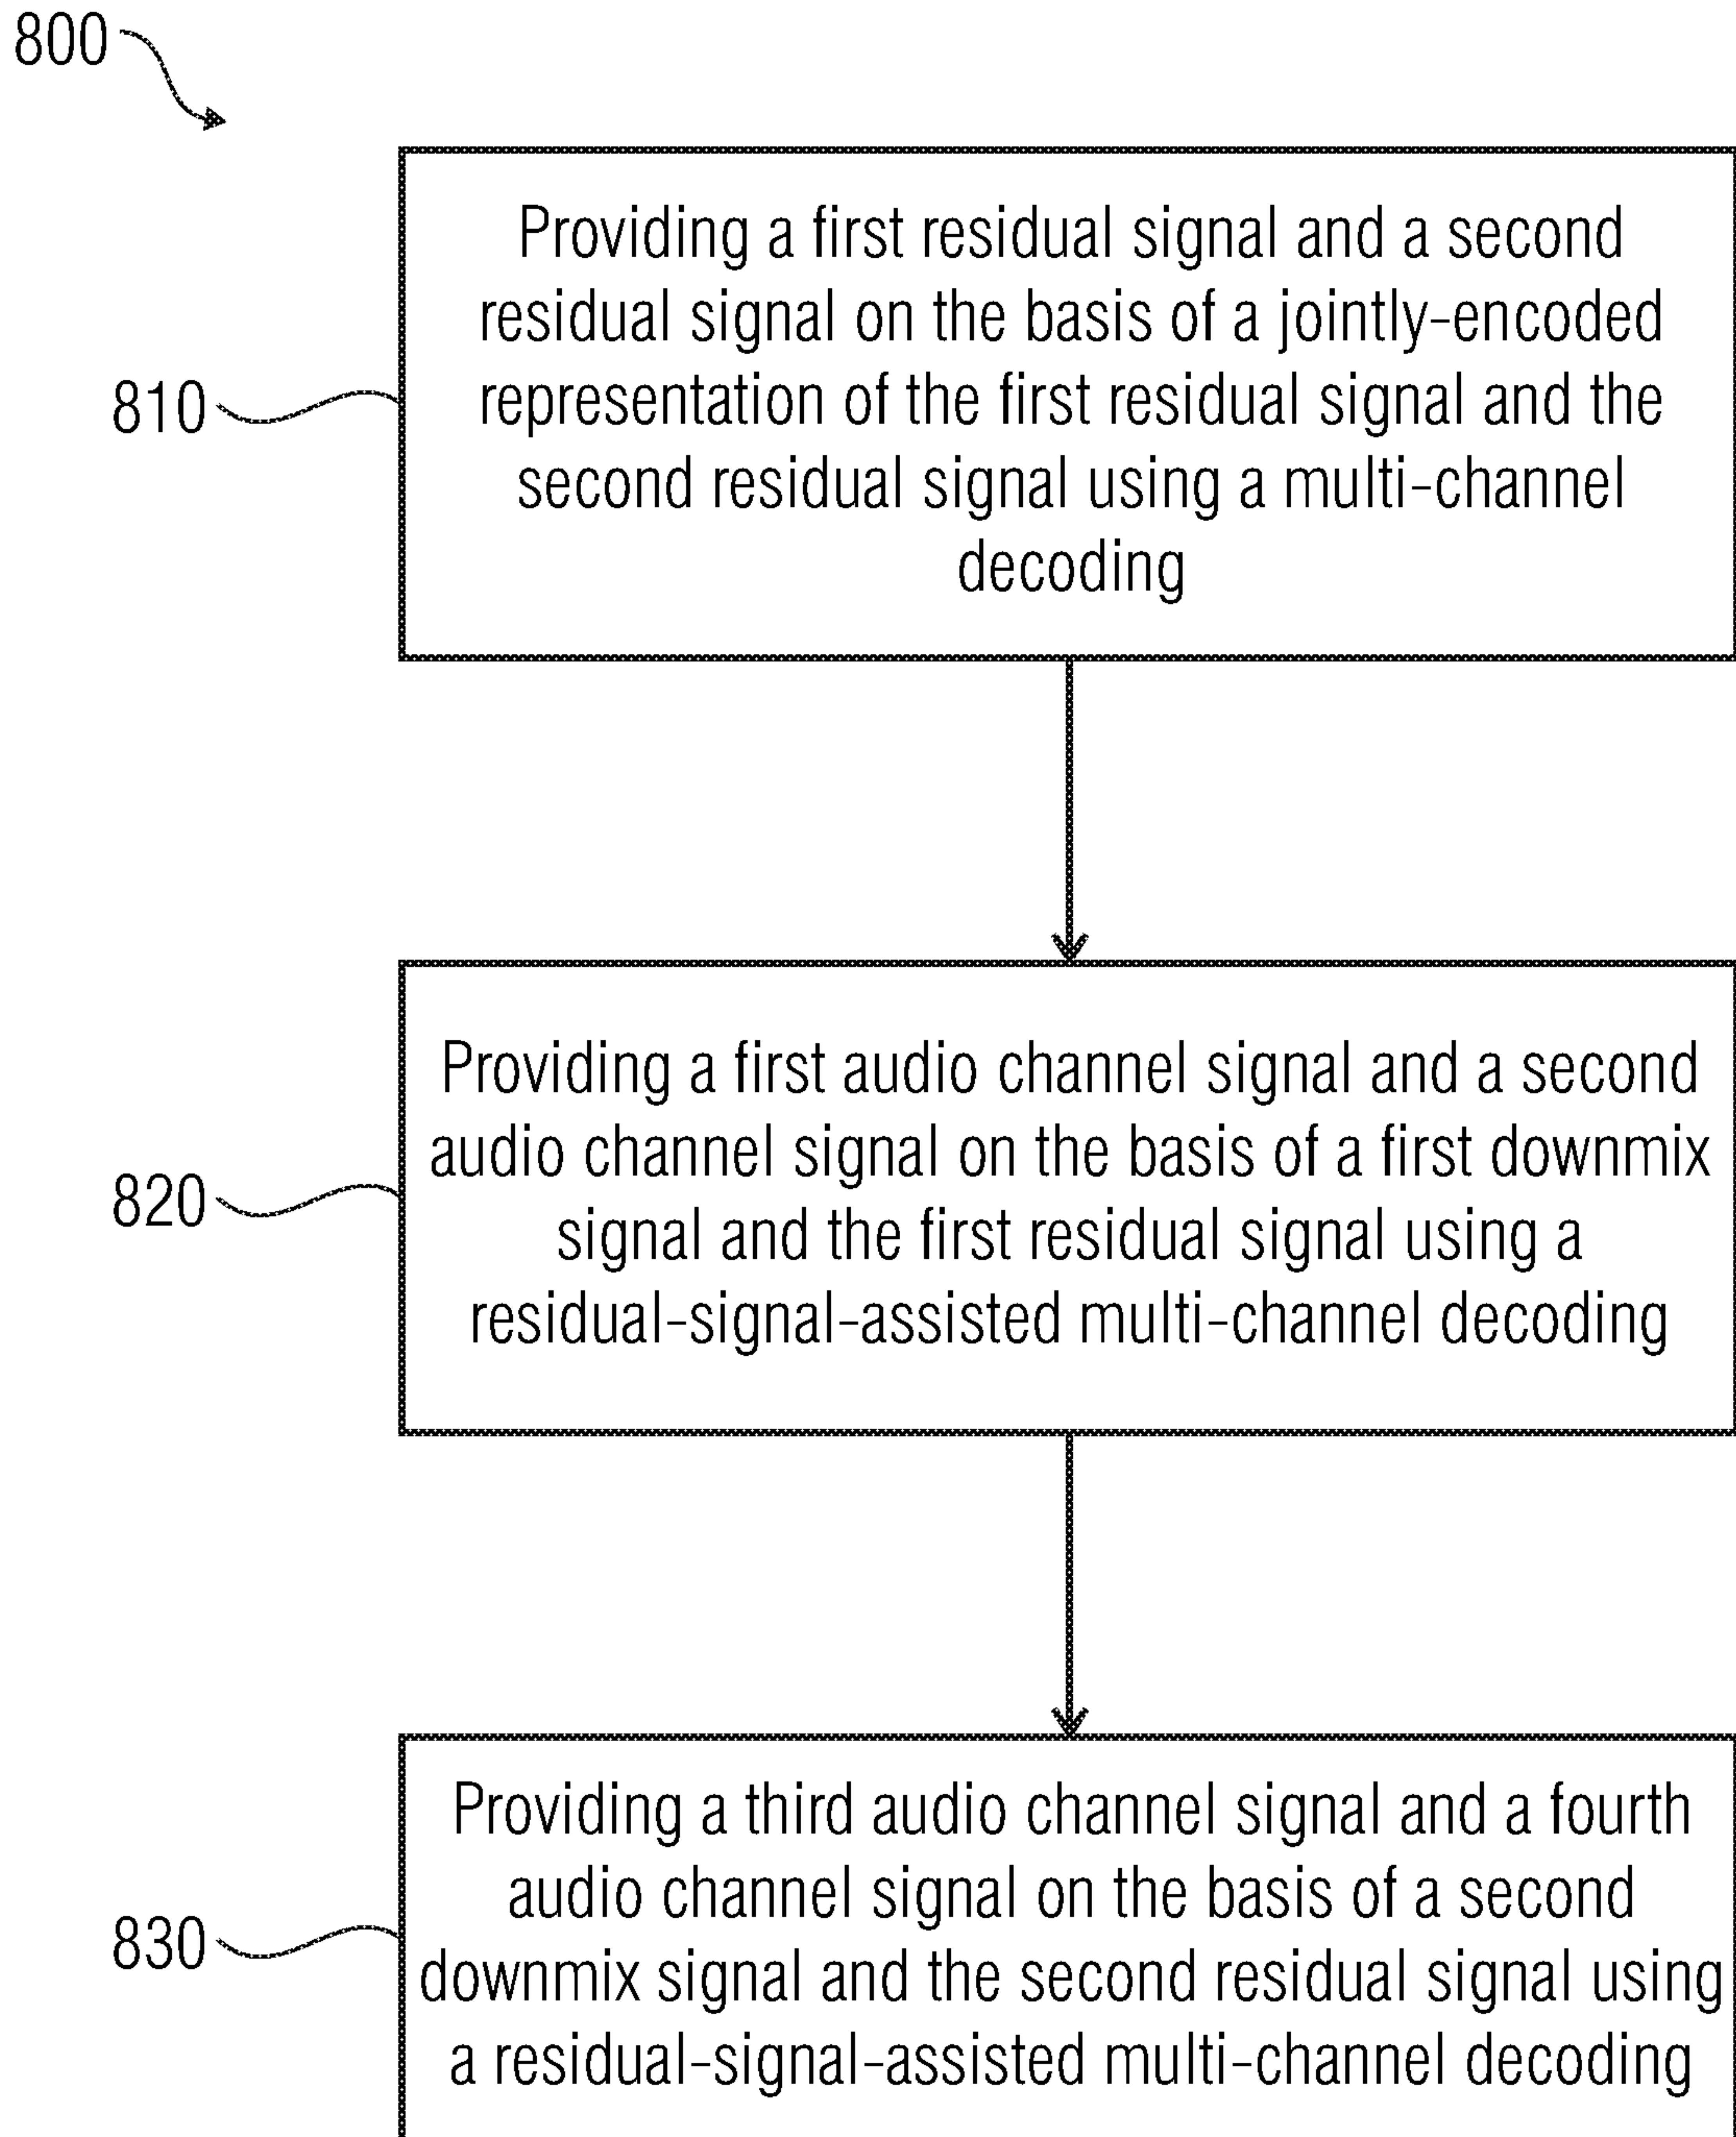 800
Providing a first residual signal and a second
residual signal on the basis of a jointly-encoded
representation of the first residual signal and the
second residual signal using a multi-channel
decoding
810
Providing a first audio channel signal and a second
audio channel signal on the basis of a first downmix
signal and the first residual signal using a
residual-signal-assisted multi-channel decoding
820
Providing a third audio channel signal and a fourth
audio channel signal on the basis of a second
downmix signal and the second residual signal using
a residual-signal-assisted multi-channel decoding
830